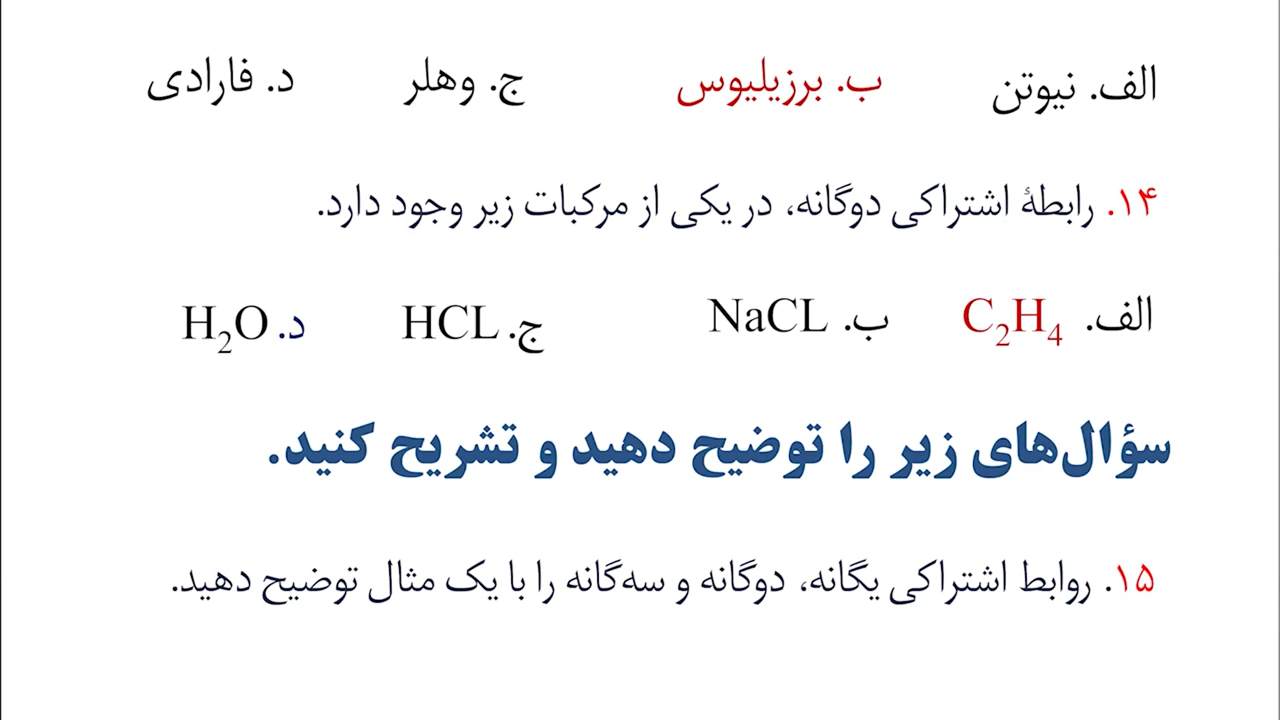 الف. نیوتن ب. برزیلیوس ج. وهلر د. فارادی
۱۴. رابطهٔ اشتراکی دوگانه، در یکی از مرکبات زیر وجود دارد.
الف. C₂H₄ ب. NaCL ج. HCL د. H₂O
سؤال‌های زیر را توضیح دهید و تشریح کنید.
۱۵. روابط اشتراکی یگانه، دوگانه و سه‌گانه را با یک مثال توضیح دهید.